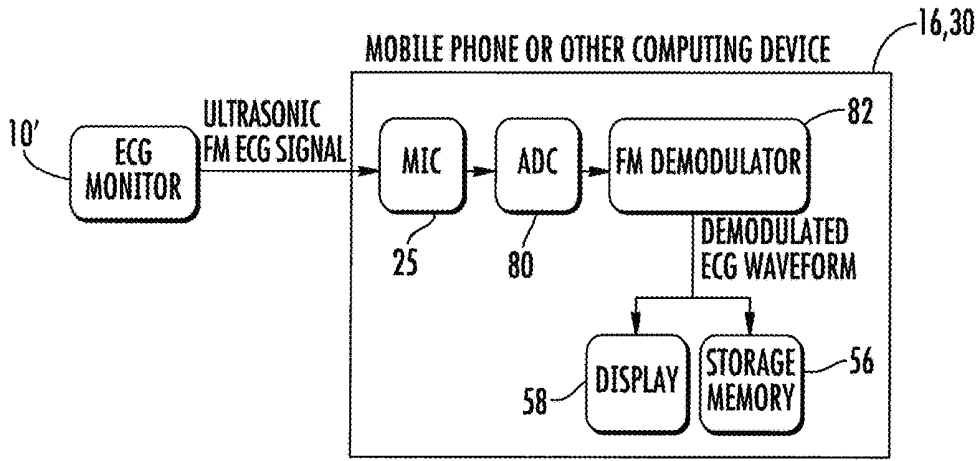 16,30
MOBILE PHONE OR OTHER COMPUTING DEVICE
10'
ECG
MONITOR
ULTRASONIC
FM ECG SIGNAL
MIC
25
ADC
80
82
FM DEMODULATOR
DEMODULATED
ECG WAVEFORM
DISPLAY
58
STORAGE
MEMORY
56